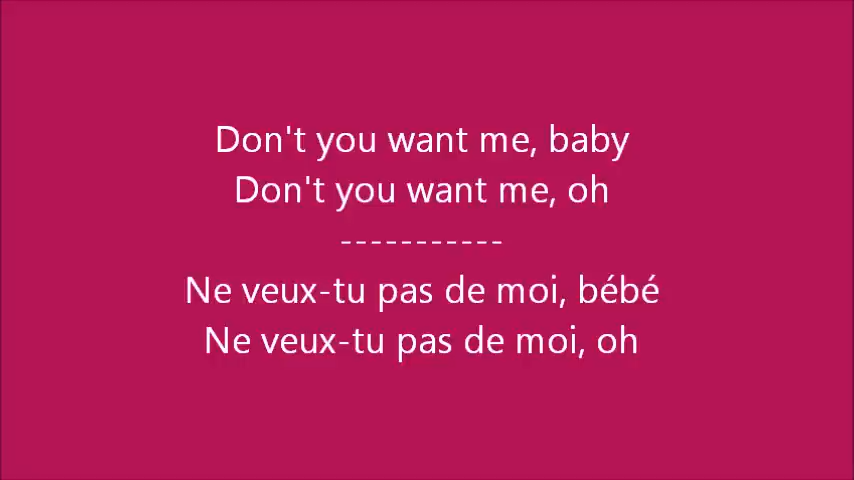 Don't you want me, baby
Don't you want me, oh
-----------
Ne veux-tu pas de moi, bébé
Ne veux-tu pas de moi, oh